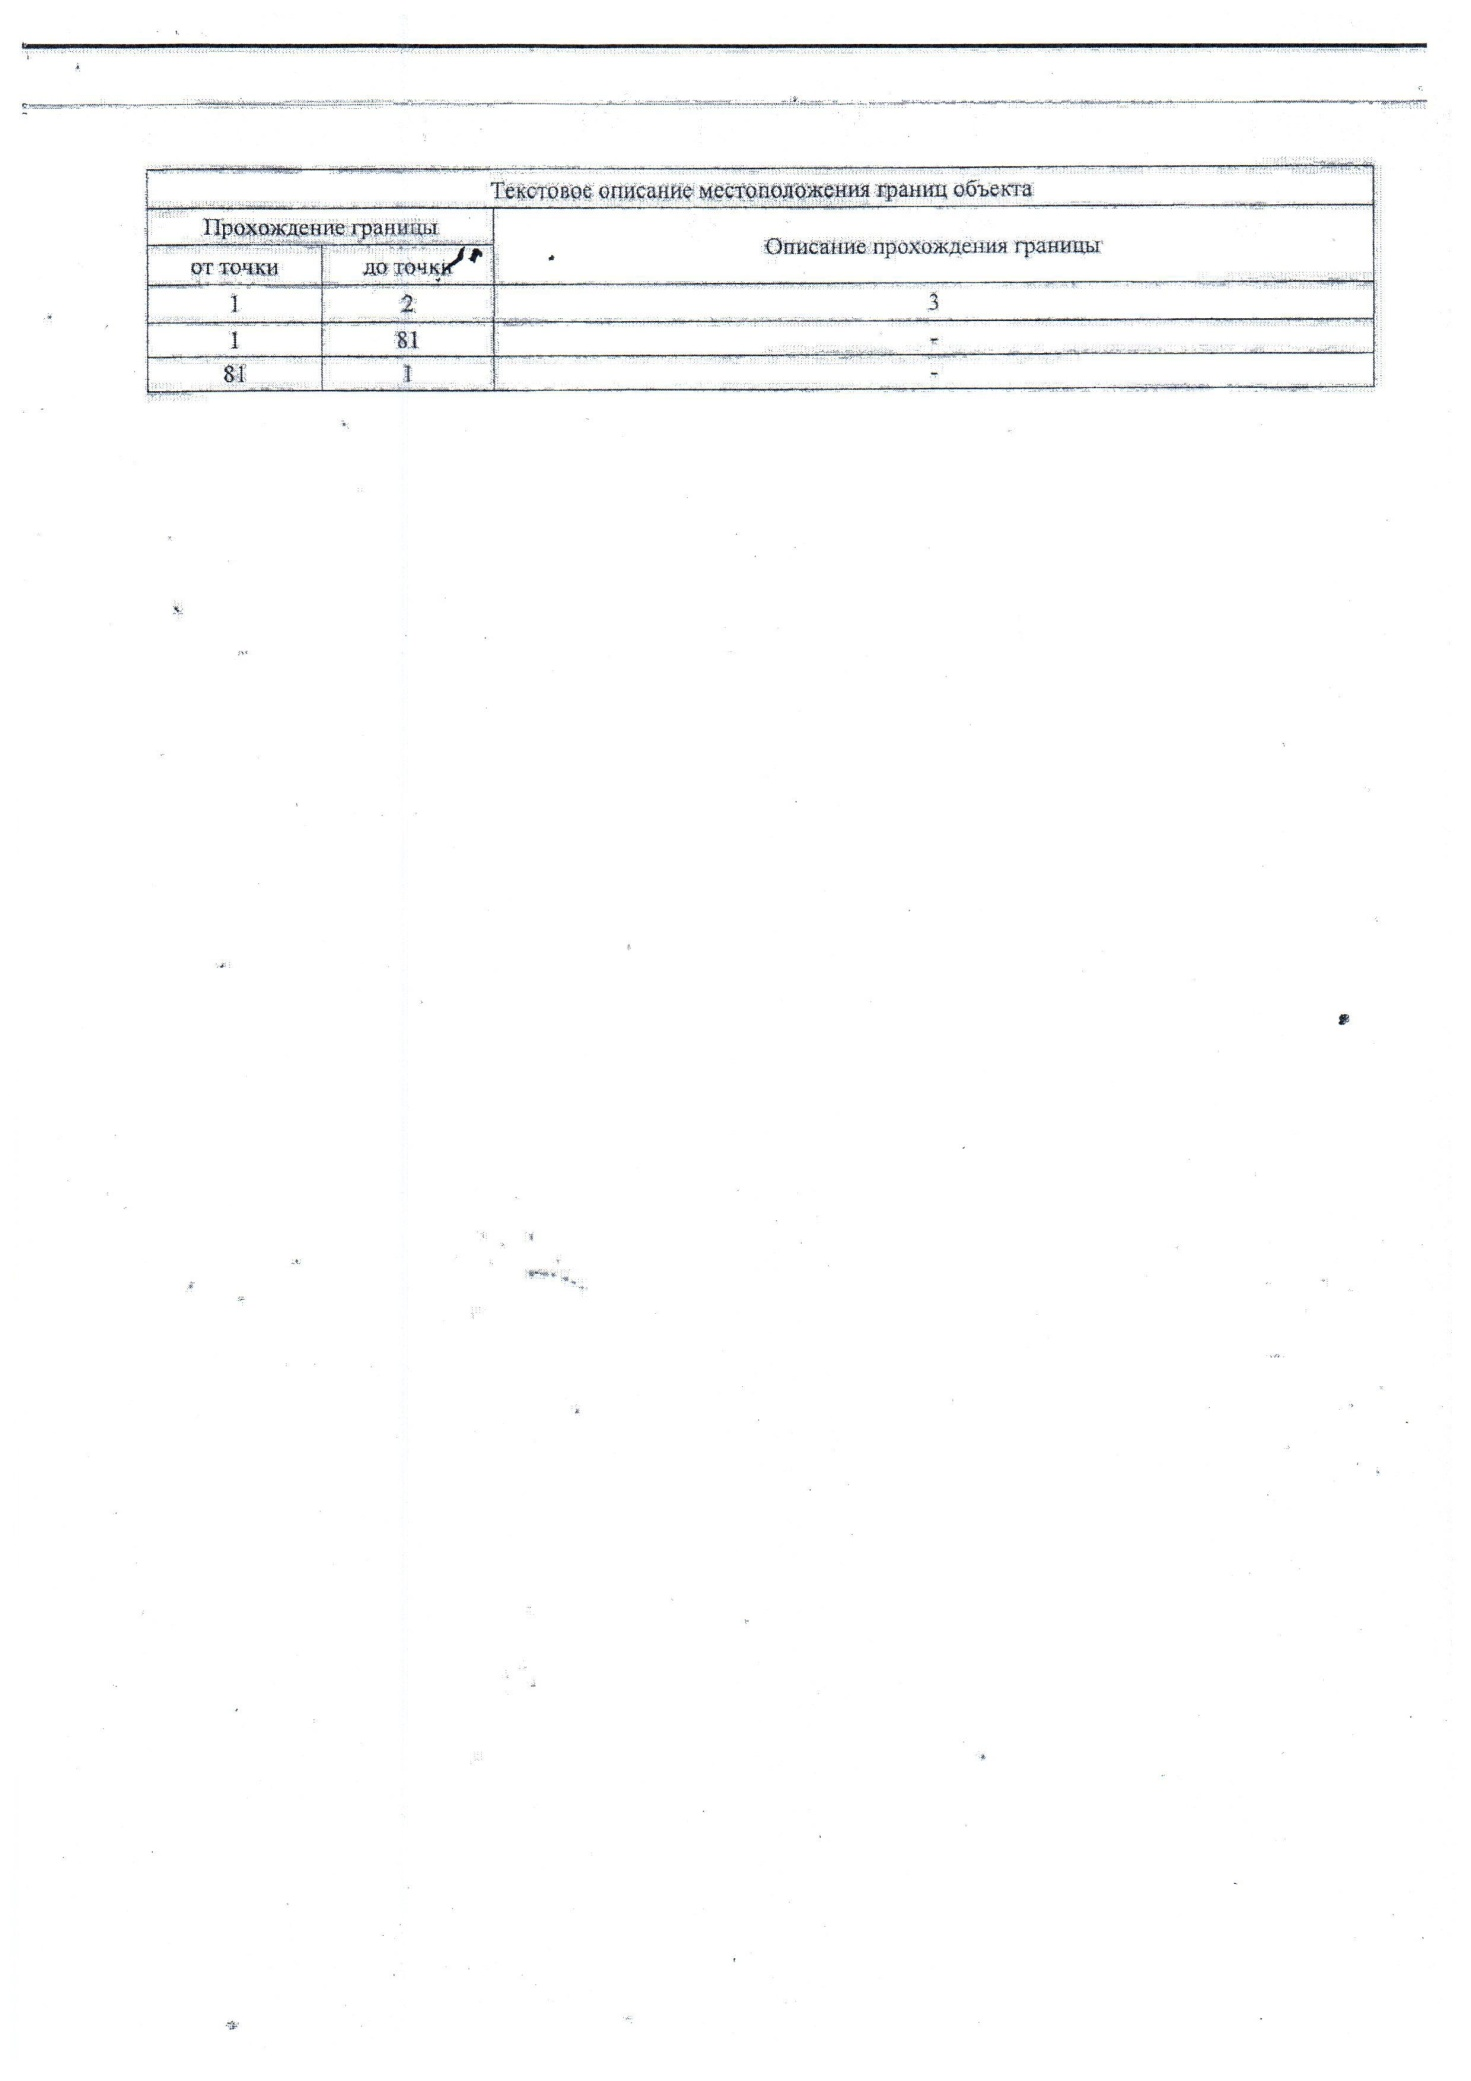 Текстовое описание местоположения границ объекта
Прохождение границы
Описание прохождения границы
от точки до точки
1 2 3
1 81 -
81 1 -